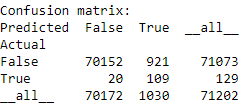 Confusion matrix:
Predicted  False  True  __all__
Actual
False      70152   921    71073
True          20   109      129
__all__    70172  1030    71202